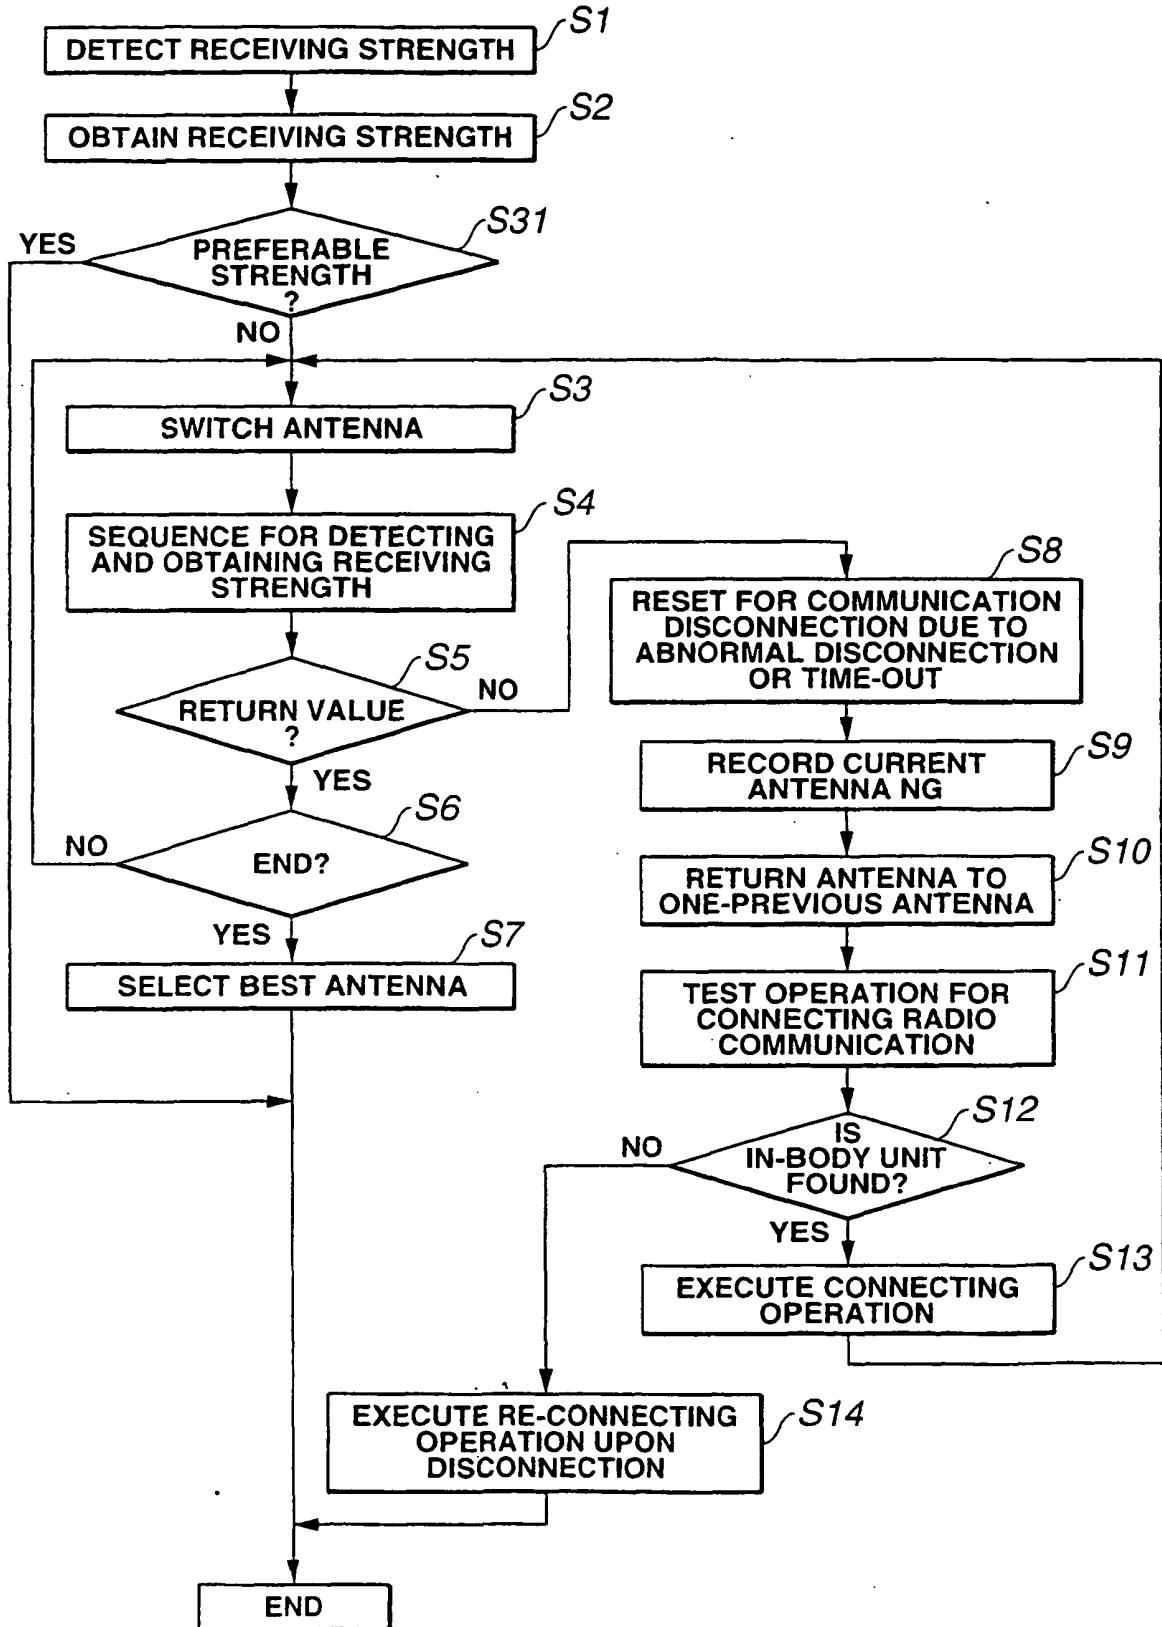 S1
DETECT RECEIVING STRENGTH
S2
OBTAIN RECEIVING STRENGTH
S31
YES
PREFERABLE
STRENGTH
?
NO
S3
SWITCH ANTENNA
S4
SEQUENCE FOR DETECTING
AND OBTAINING RECEIVING
STRENGTH
S5
NO
RETURN VALUE
?
YES
S6
NO
END?
YES
S7
SELECT BEST ANTENNA
S8
RESET FOR COMMUNICATION
DISCONNECTION DUE TO
ABNORMAL DISCONNECTION
OR TIME-OUT
S9
RECORD CURRENT
ANTENNA NG
S10
RETURN ANTENNA TO
ONE-PREVIOUS ANTENNA
S11
TEST OPERATION FOR
CONNECTING RADIO
COMMUNICATION
S12
NO
IS
IN-BODY UNIT
FOUND?
YES
S13
EXECUTE CONNECTING
OPERATION
S14
EXECUTE RE-CONNECTING
OPERATION UPON
DISCONNECTION
END